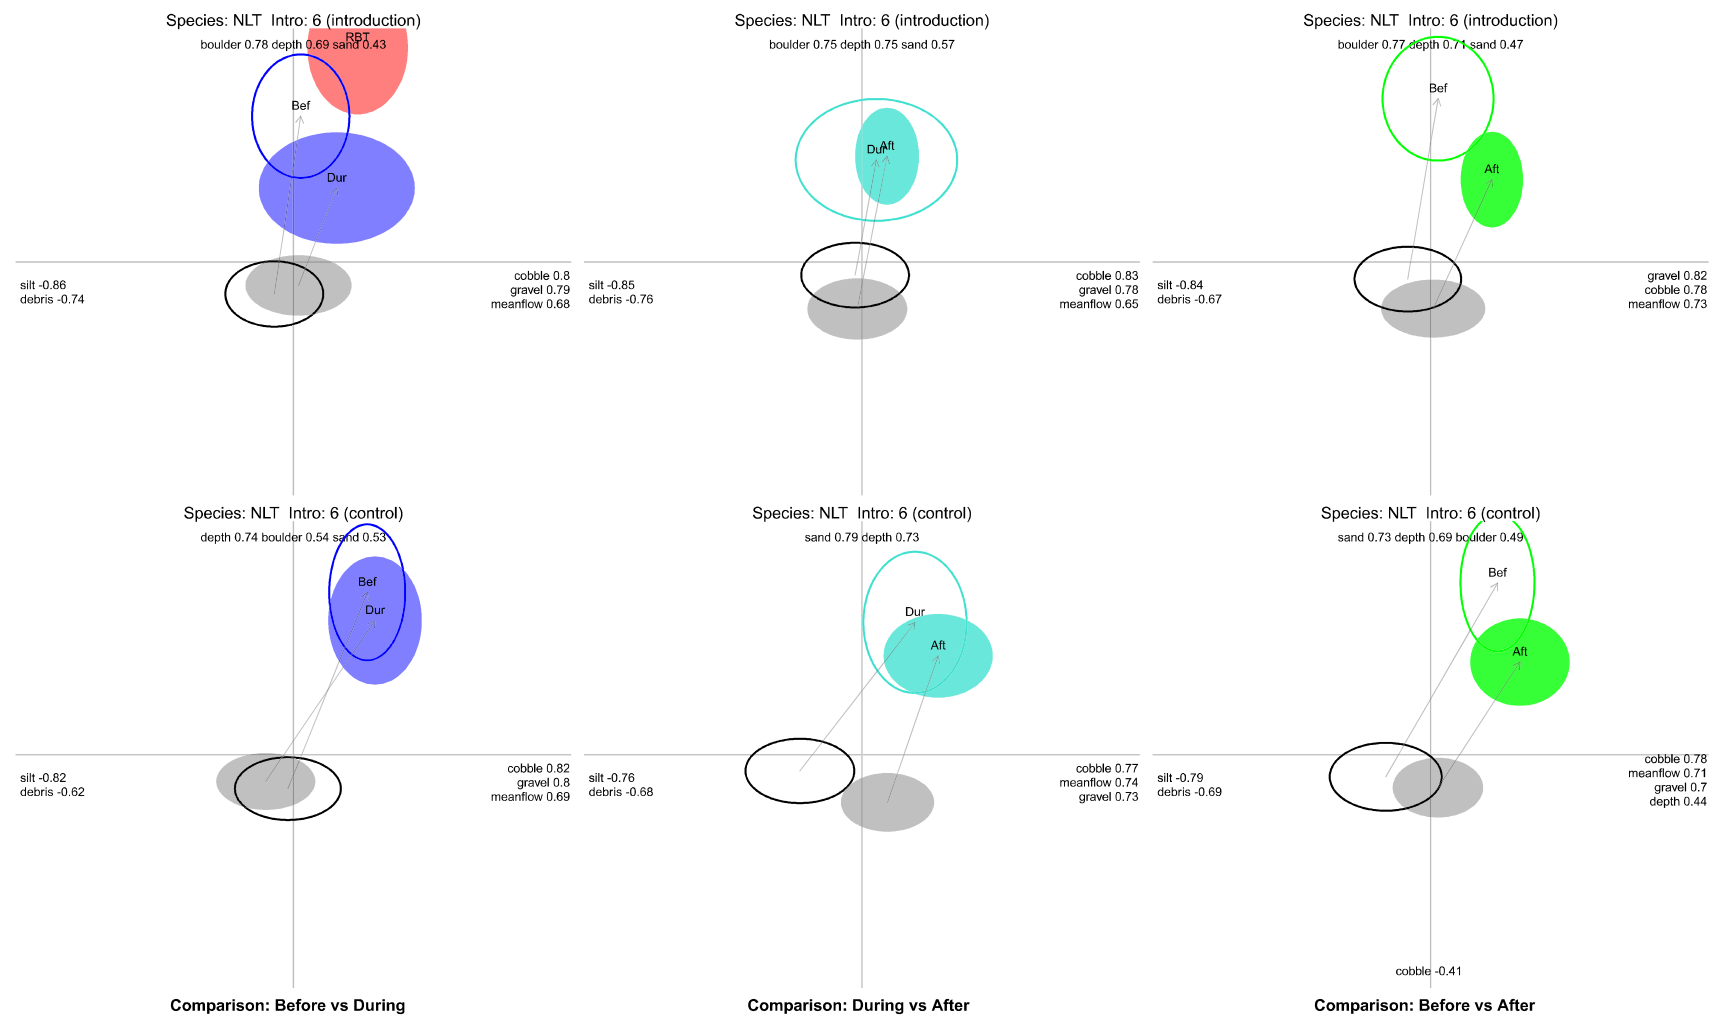 Species: NLT  Intro: 6 (introduction)
boulder 0.78 depth 0.69 sand 0.43
RBT
Bef
Dur
silt -0.86
debris -0.74
cobble 0.8
gravel 0.79
meanflow 0.68
Species: NLT  Intro: 6 (introduction)
boulder 0.75 depth 0.75 sand 0.57
Dur
Aft
silt -0.85
debris -0.76
cobble 0.83
gravel 0.78
meanflow 0.65
Species: NLT  Intro: 6 (introduction)
boulder 0.77 depth 0.71 sand 0.47
Bef
Aft
silt -0.84
debris -0.67
gravel 0.82
cobble 0.78
meanflow 0.73
Species: NLT  Intro: 6 (control)
depth 0.74 boulder 0.54 sand 0.53
Bef
Dur
silt -0.82
debris -0.62
cobble 0.82
gravel 0.8
meanflow 0.69
Comparison: Before vs During
Species: NLT  Intro: 6 (control)
sand 0.79 depth 0.73
Dur
Aft
silt -0.76
debris -0.68
cobble 0.77
meanflow 0.74
gravel 0.73
Comparison: During vs After
Species: NLT  Intro: 6 (control)
sand 0.73 depth 0.69 boulder 0.49
Bef
Aft
silt -0.79
debris -0.69
cobble 0.78
meanflow 0.71
gravel 0.7
depth 0.44
cobble -0.41
Comparison: Before vs After